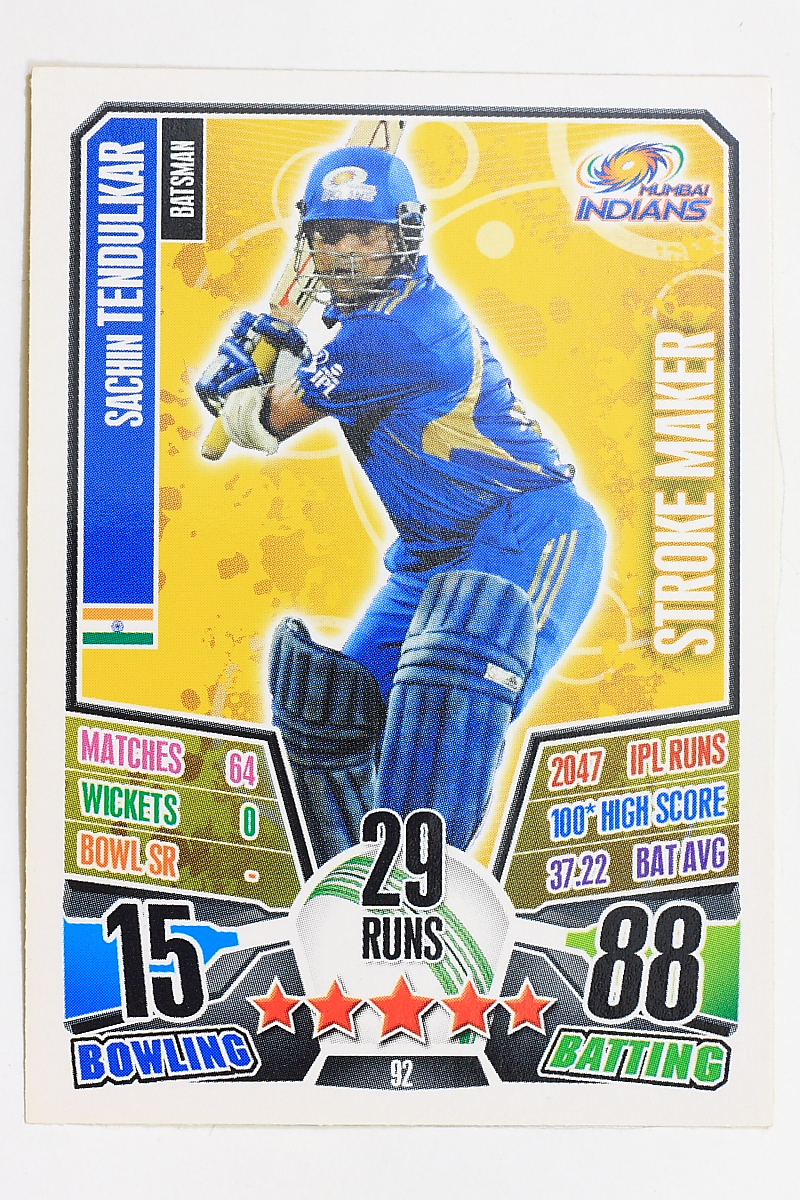 SACHIN TENDULKAR
BATSMAN
MUMBAI
INDIANS
IPL
STROKE MAKER
MATCHES 64
WICKETS 0
BOWL SR -
2047 IPL RUNS
100* HIGH SCORE
37.22 BAT AVG
29
RUNS
15
BOWLING
88
BATTING
92